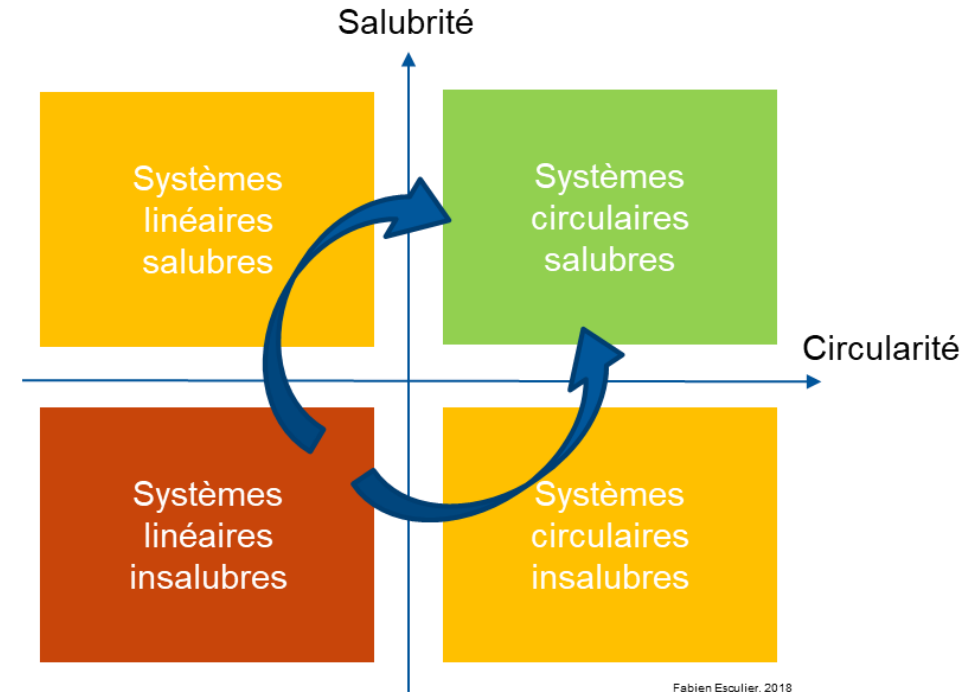 Salubrité
Systèmes
linéaires
salubres
Systèmes
circulaires
salubres
Circularité
Systèmes
linéaires
insalubres
Systèmes
circulaires
insalubres
Fabien Esculier, 2018